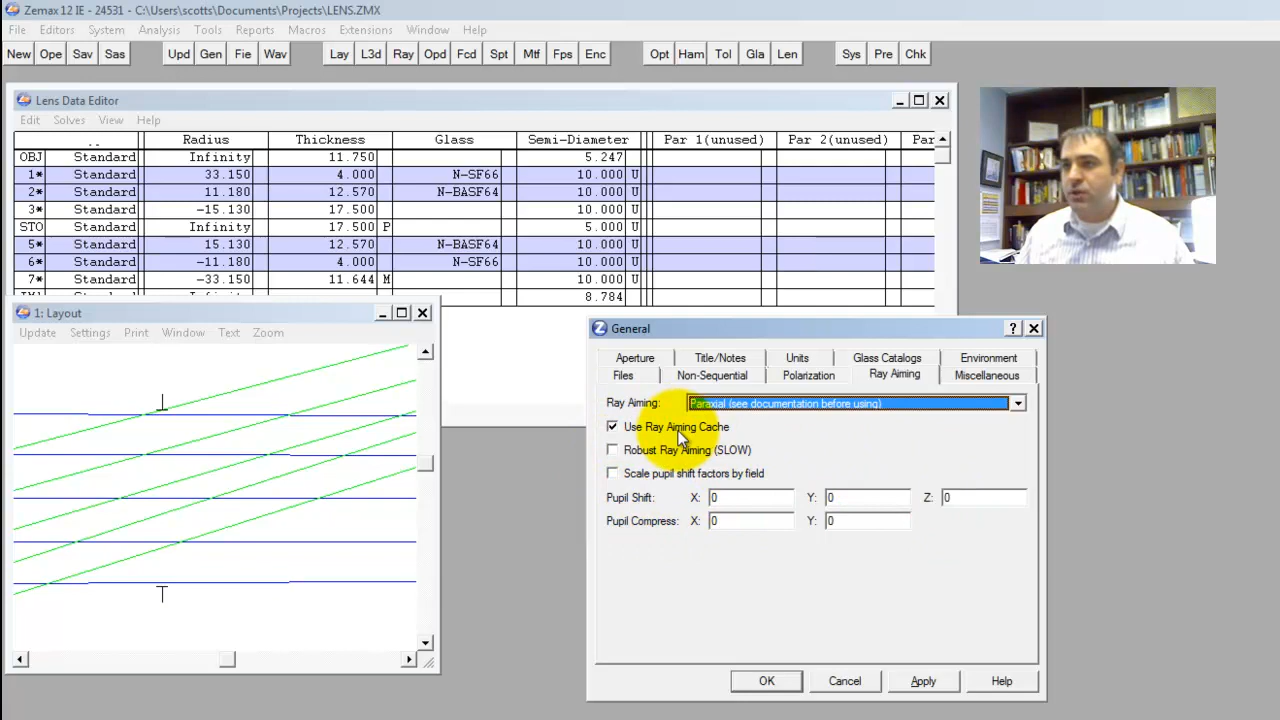 Zemax 12 IE - 24531 - C:\Users\scotts\Documents\Projects\LENS.ZMX
File Editors System Analysis Tools Reports Macros Extensions Window Help
New Ope Sav Sas Upd Gen Fie Wav Lay L3d Ray Opd Fcd Spt Mtf Fps Enc Opt Ham Tol Gla Len Sys Pre Chk
Lens Data Editor
Edit Solves View Help
Radius Thickness Glass Semi-Diameter Par 1(unused) Par 2(unused) Par
OBJ Standard Infinity 11.750 5.247
1* Standard 33.150 4.000 N-SF66 10.000 U
2* Standard 11.180 12.570 N-BASF64 10.000 U
3* Standard -15.130 17.500 10.000 U
STO Standard Infinity 17.500 P 5.000 U
5* Standard 15.130 12.570 N-BASF64 10.000 U
6* Standard -11.180 4.000 N-SF66 10.000 U
7* Standard -33.150 11.644 M 10.000 U
8.784
1: Layout
Update Settings Print Window Text Zoom
General
Aperture Title/Notes Units Glass Catalogs Environment
Files Non-Sequential Polarization Ray Aiming Miscellaneous
Ray Aiming: Paraxial (see documentation before using)
Use Ray Aiming Cache
Robust Ray Aiming (SLOW)
Scale pupil shift factors by field
Pupil Shift: X: 0 Y: 0 Z: 0
Pupil Compress: X: 0 Y: 0
OK Cancel Apply Help